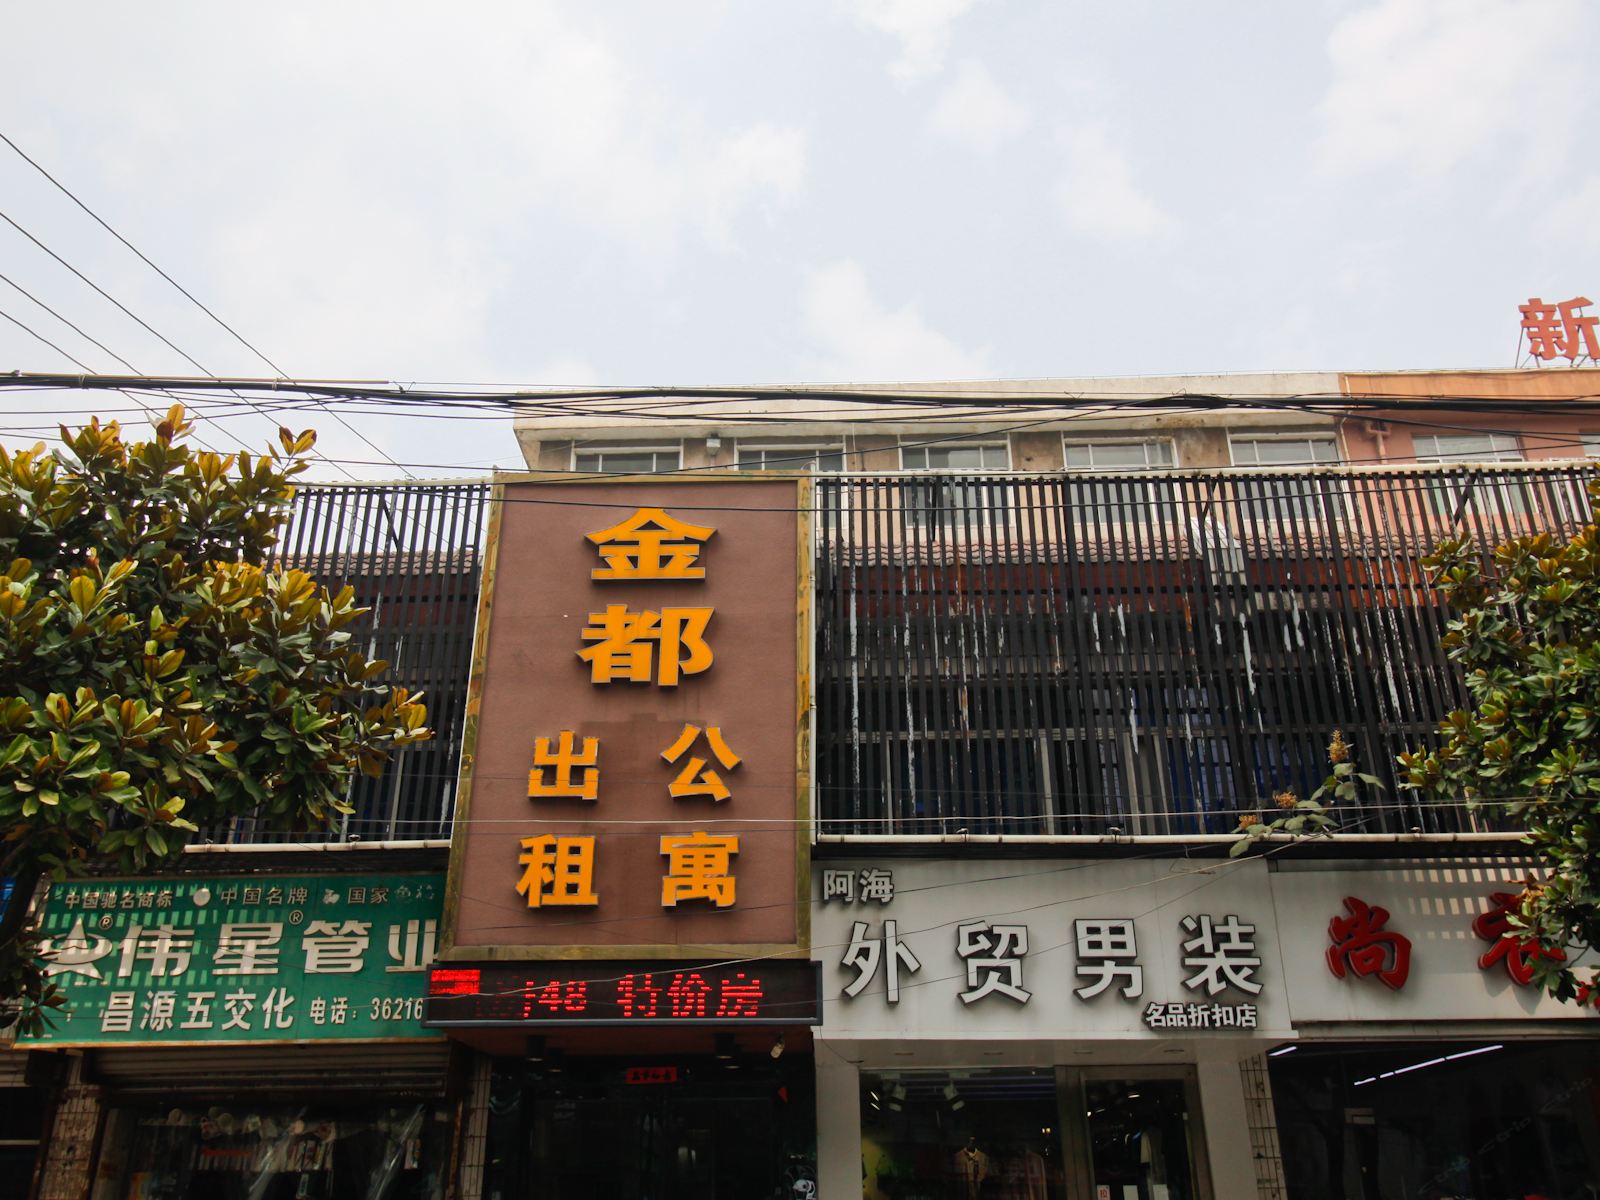 新
金
都
出 公
租 寓
中国驰名商标 中国名牌 国家
® ®
伟星管业
昌源五交化 电话：36216
48 特价房
阿海
外贸男装
名品折扣店
尚衣